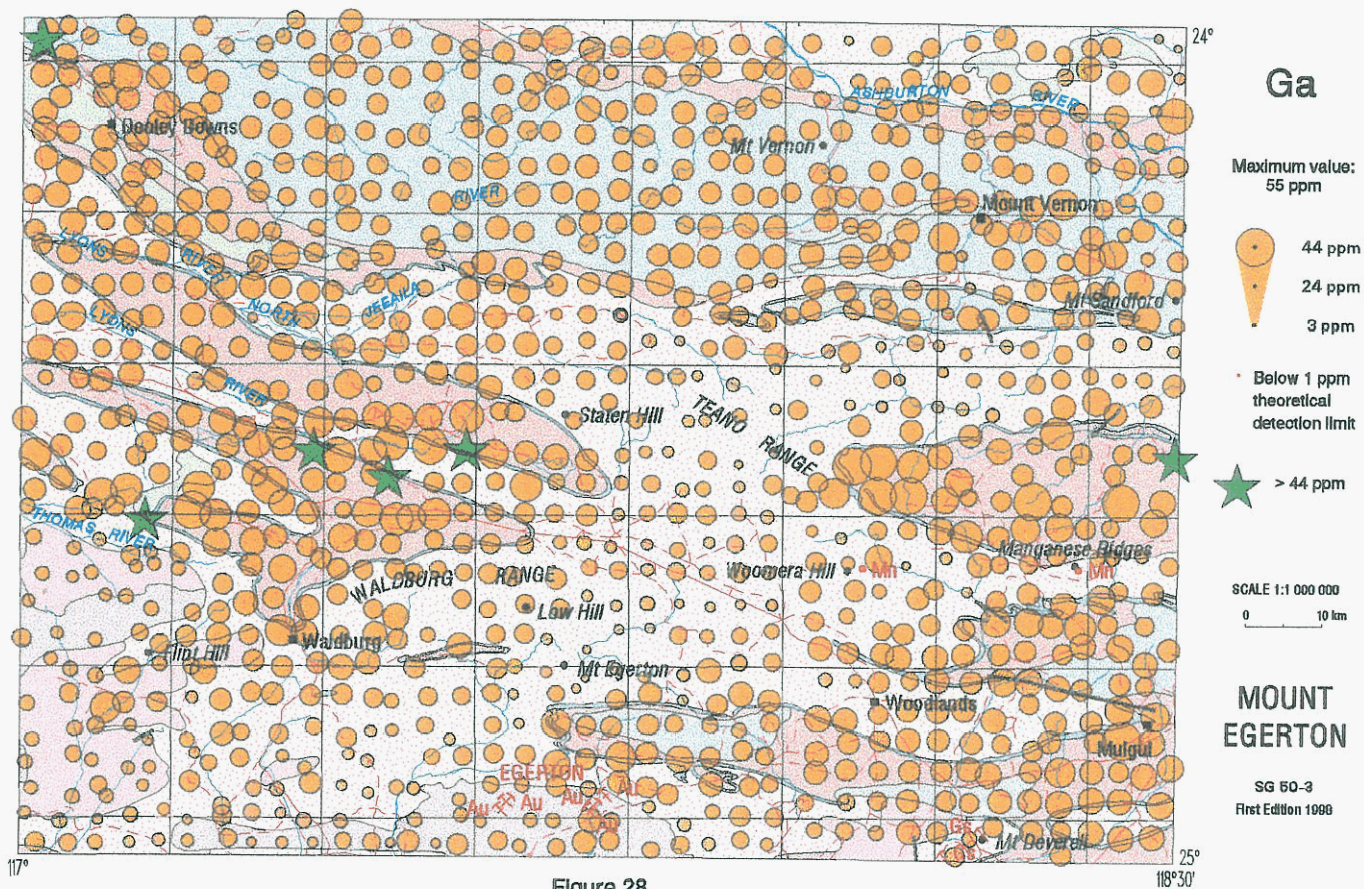 24°
Ga
ASHBURTON
RIVER
Maximum value:
55 ppm
Dooley Downs
Mt Vernon
RIVER
Mount Vernon
LYONS
RIVER
44 ppm
NORTH
24 ppm
Mt Sandford
3 ppm
LYONS
RIVER
Below 1 ppm
theoretical
detection limit
TEANO
RANGE
Staten Hill
> 44 ppm
THOMAS RIVER
Manganese Ridges
WALDBURG RANGE
Woomera Hill
Mn
Mn
SCALE 1:1 000 000
0 10 km
Low Hill
Waldburg
Flint Hill
Mt Egerton
MOUNT
EGERTON
Woodlands
Mulgul
EGERTON
Au Au Au Au
SG 50-3
First Edition 1998
Mt Deverell
117°
25°
118°30'
Figure 28